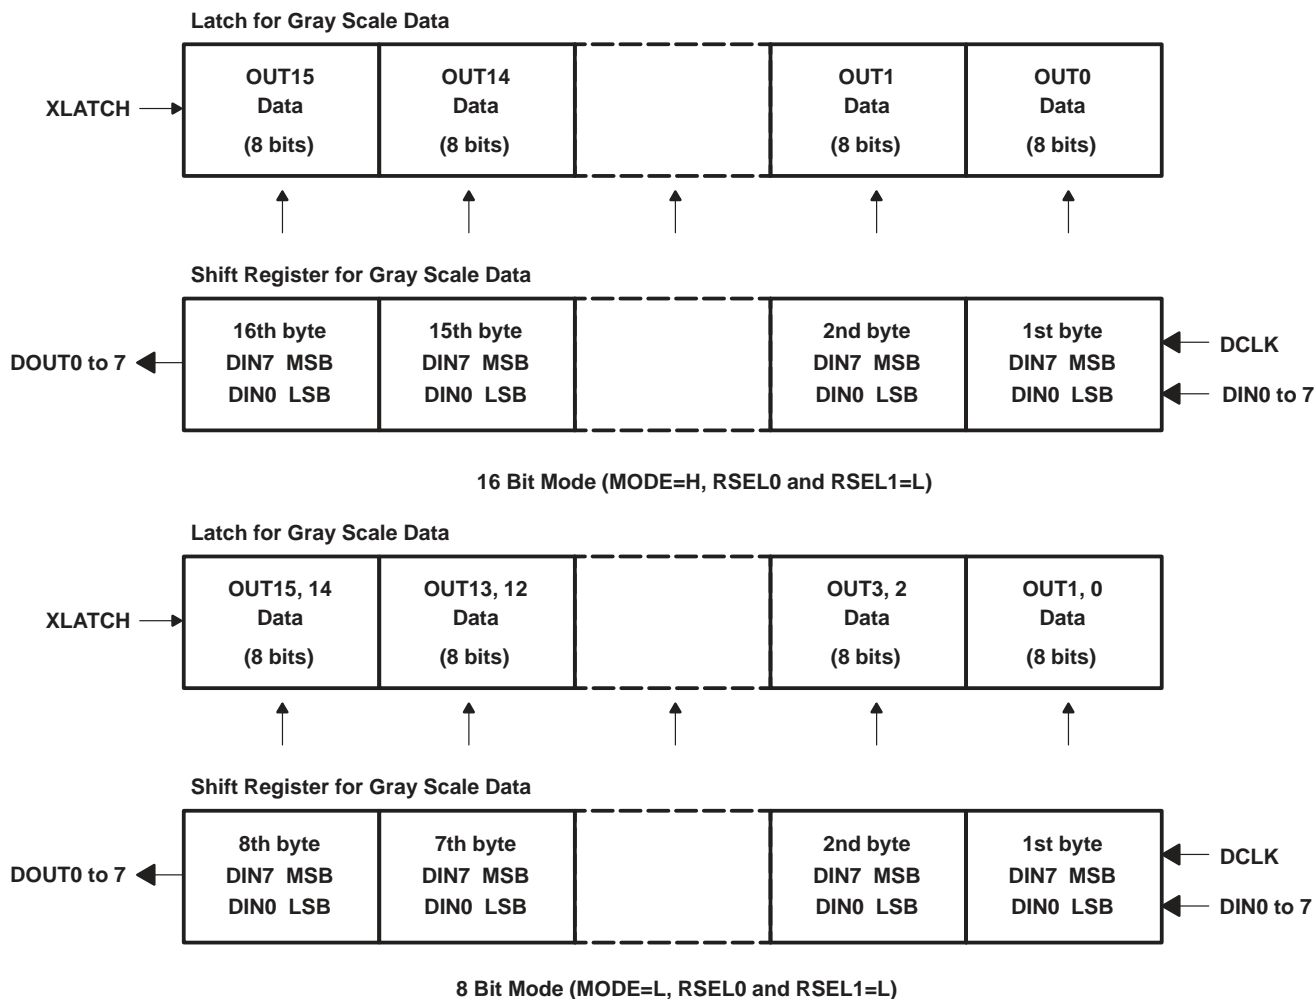 Latch for Gray Scale Data
OUT15 OUT14 OUT1 OUT0
XLATCH Data Data Data Data
(8 bits) (8 bits) (8 bits) (8 bits)
Shift Register for Gray Scale Data
16th byte 15th byte 2nd byte 1st byte
DCLK
DOUT0 to 7 DIN7 MSB DIN7 MSB DIN7 MSB DIN7 MSB
DIN0 LSB DIN0 LSB DIN0 LSB DIN0 LSB DIN0 to 7
16 Bit Mode (MODE=H, RSEL0 and RSEL1=L)
Latch for Gray Scale Data
OUT15, 14 OUT13, 12 OUT3, 2 OUT1, 0
XLATCH Data Data Data Data
(8 bits) (8 bits) (8 bits) (8 bits)
Shift Register for Gray Scale Data
8th byte 7th byte 2nd byte 1st byte
DCLK
DOUT0 to 7 DIN7 MSB DIN7 MSB DIN7 MSB DIN7 MSB
DIN0 LSB DIN0 LSB DIN0 LSB DIN0 LSB DIN0 to 7
8 Bit Mode (MODE=L, RSEL0 and RSEL1=L)